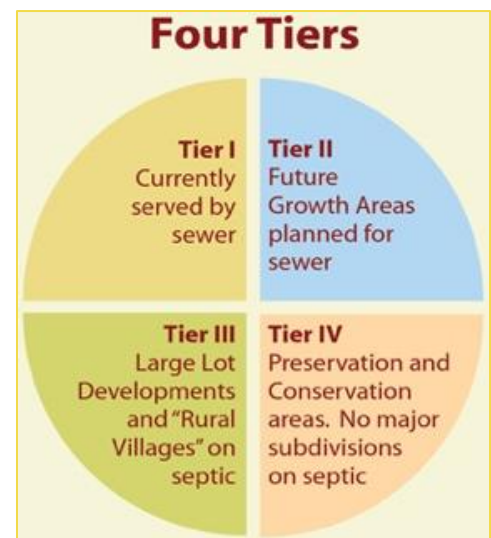 Four Tiers
Tier I
Currently
served by
sewer
Tier II
Future
Growth Areas
planned for
sewer
Tier III
Large Lot
Developments
and "Rural
Villages" on
septic
Tier IV
Preservation and
Conservation
areas. No major
subdivisions
on septic